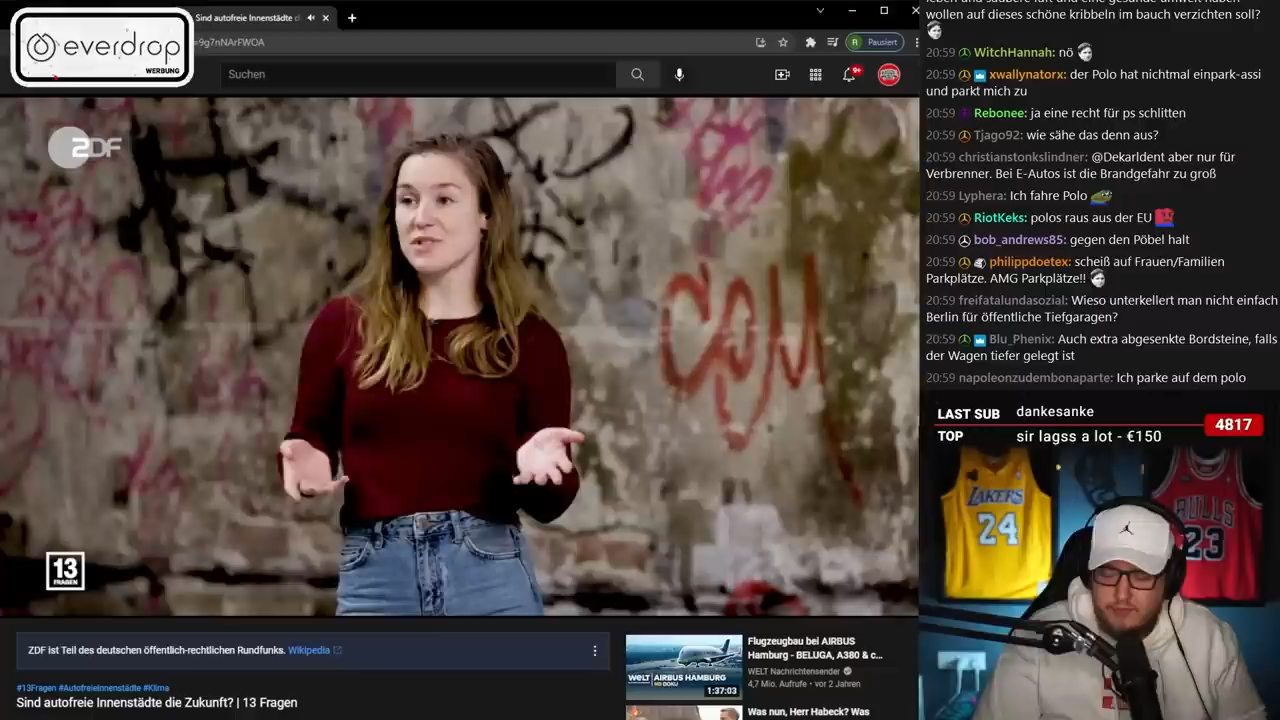 everdrop
WERBUNG
Sind autofreie Innenstädte d
=9g7nNArFWOA
R Pausiert
Suchen
9+
ZDF
COM
13
FRAGEN
ZDF ist Teil des deutschen öffentlich-rechtlichen Rundfunks. Wikipedia
#13Fragen #AutofreieInnenstädte #Klima
Sind autofreie Innenstädte die Zukunft? | 13 Fragen
WELT AIRBUS HAMBURG
HD DOKU
1:37:03
Flugzeugbau bei AIRBUS
Hamburg - BELUGA, A380 & c...
WELT Nachrichtensender
4,7 Mio. Aufrufe • vor 2 Jahren
Was nun, Herr Habeck? Was
wollen auf dieses schöne kribbeln im bauch verzichten soll?
20:59 WitchHannah: nö
20:59 xwallynatorx: der Polo hat nichtmal einpark-assi
und parkt mich zu
20:59 Rebonee: ja eine recht für ps schlitten
20:59 Tjago92: wie sähe das denn aus?
20:59 christianstonkslindner: @Dekarldent aber nur für
Verbrenner. Bei E-Autos ist die Brandgefahr zu groß
20:59 Lyphera: Ich fahre Polo
20:59 RiotKeks: polos raus aus der EU
20:59 bob_andrews85: gegen den Pöbel halt
20:59 philippdoetex: scheiß auf Frauen/Familien
Parkplätze. AMG Parkplätze!!
20:59 freifatalundasozial: Wieso unterkellert man nicht einfach
Berlin für öffentliche Tiefgaragen?
20:59 Blu_Phenix: Auch extra abgesenkte Bordsteine, falls
der Wagen tiefer gelegt ist
20:59 napoleonzudembonaparte: Ich parke auf dem polo
LAST SUB dankesanke
4817
TOP sir lagss a lot - €150
LAKERS
24
BULLS
23